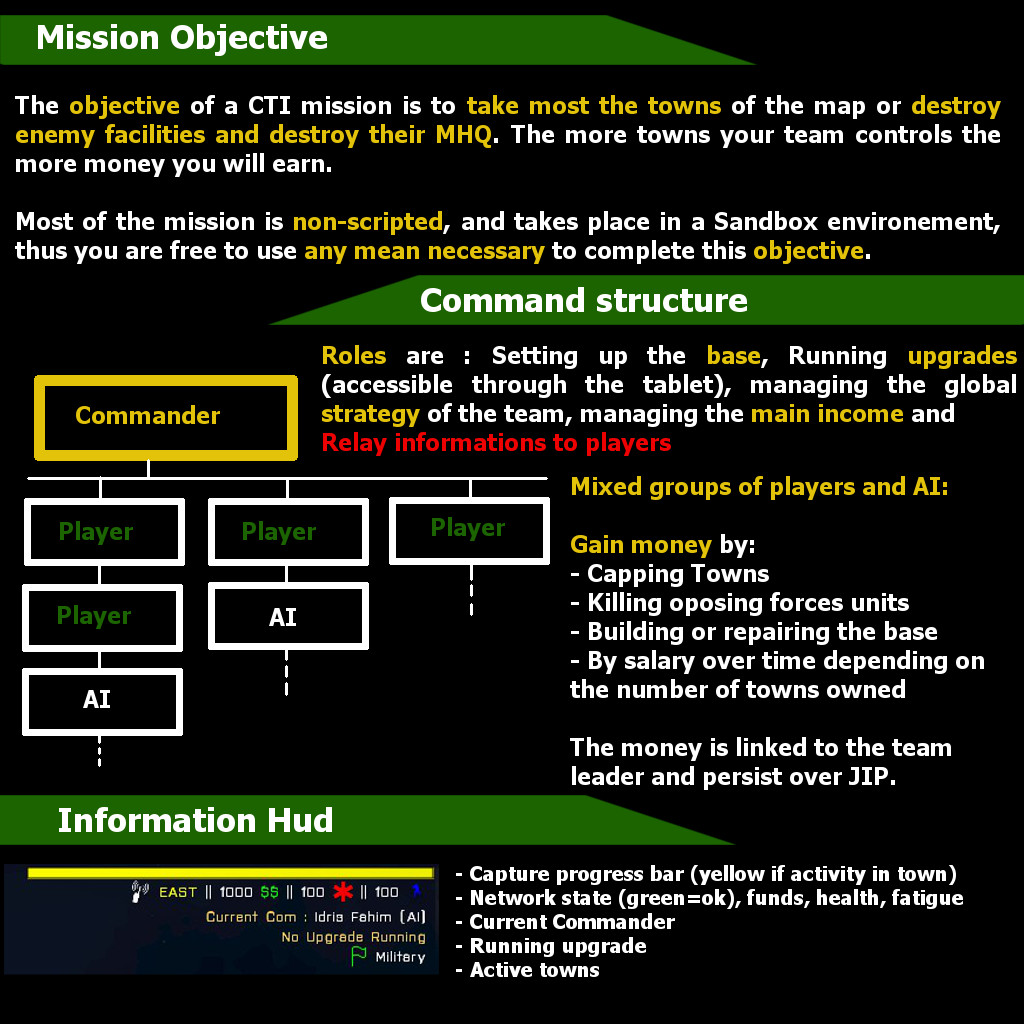 Mission Objective
The objective of a CTI mission is to take most the towns of the map or destroy
enemy facilities and destroy their MHQ. The more towns your team controls the
more money you will earn.
Most of the mission is non-scripted, and takes place in a Sandbox environement,
thus you are free to use any mean necessary to complete this objective.
Command structure
Roles are : Setting up the base, Running upgrades
(accessible through the tablet), managing the global
strategy of the team, managing the main income and
Relay informations to players
Commander
Player
Player
Player
Player
AI
AI
Mixed groups of players and AI:
Gain money by:
- Capping Towns
- Killing oposing forces units
- Building or repairing the base
- By salary over time depending on
the number of towns owned
The money is linked to the team
leader and persist over JIP.
Information Hud
EAST || 1000 $$ || 100 || 100
Current Com : Idris Fahim (AI)
No Upgrade Running
Military
- Capture progress bar (yellow if activity in town)
- Network state (green=ok), funds, health, fatigue
- Current Commander
- Running upgrade
- Active towns